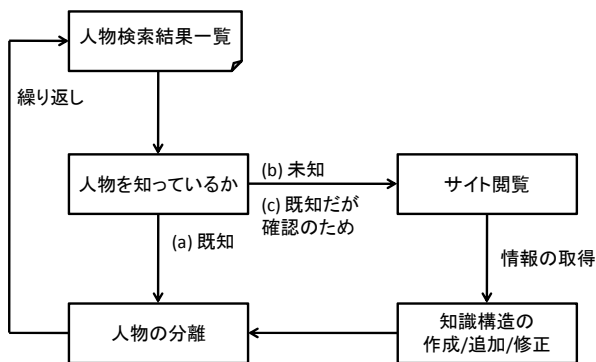 人物検索結果一覧
繰り返し
人物を知っているか
(b) 未知
(c) 既知だが
確認のため
サイト閲覧
(a) 既知
情報の取得
人物の分離
知識構造の
作成/追加/修正